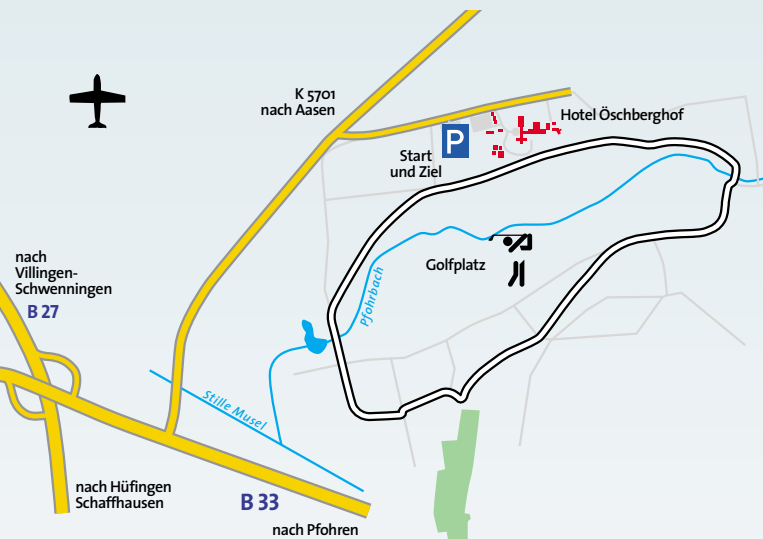 K 5701
nach Aasen
Hotel Öschberghof
P
Start
und Ziel
Golfplatz
nach
Villingen-
Schwenningen
B 27
Pfohrbach
Stille Musel
nach Hüfingen
Schaffhausen
B 33
nach Pfohren